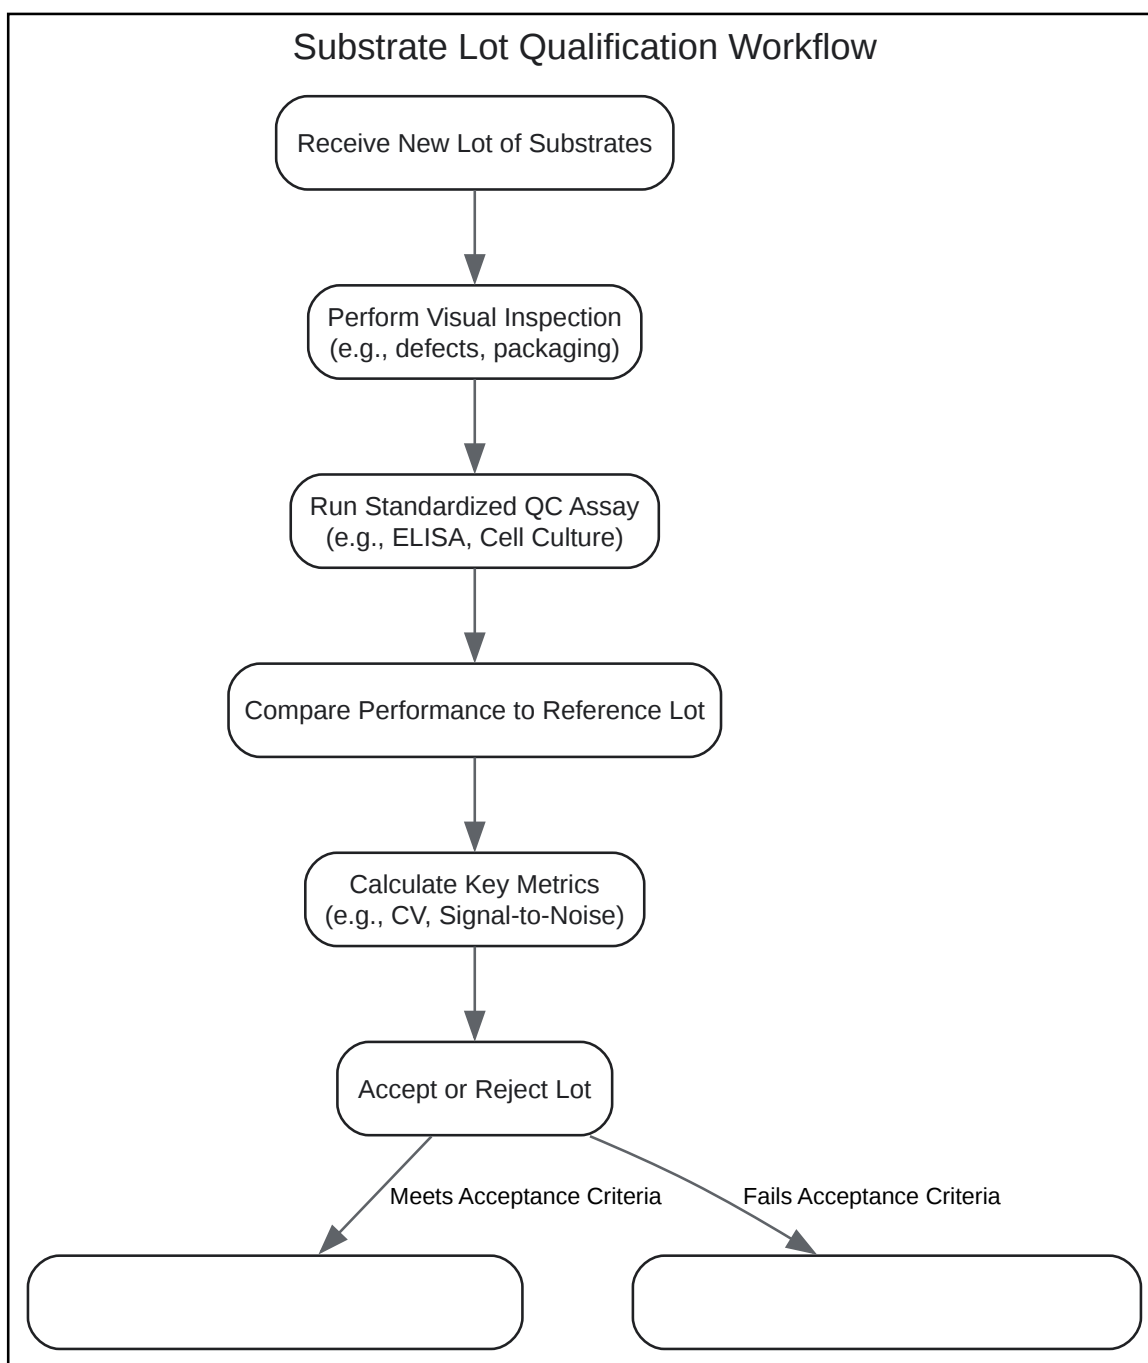 Substrate Lot Qualification Workflow
Receive New Lot of Substrates
Perform Visual Inspection
(e.g., defects, packaging)
Run Standardized QC Assay
(e.g., ELISA, Cell Culture)
Compare Performance to Reference Lot
Calculate Key Metrics
(e.g., CV, Signal-to-Noise)
Accept or Reject Lot
Meets Acceptance Criteria
Fails Acceptance Criteria